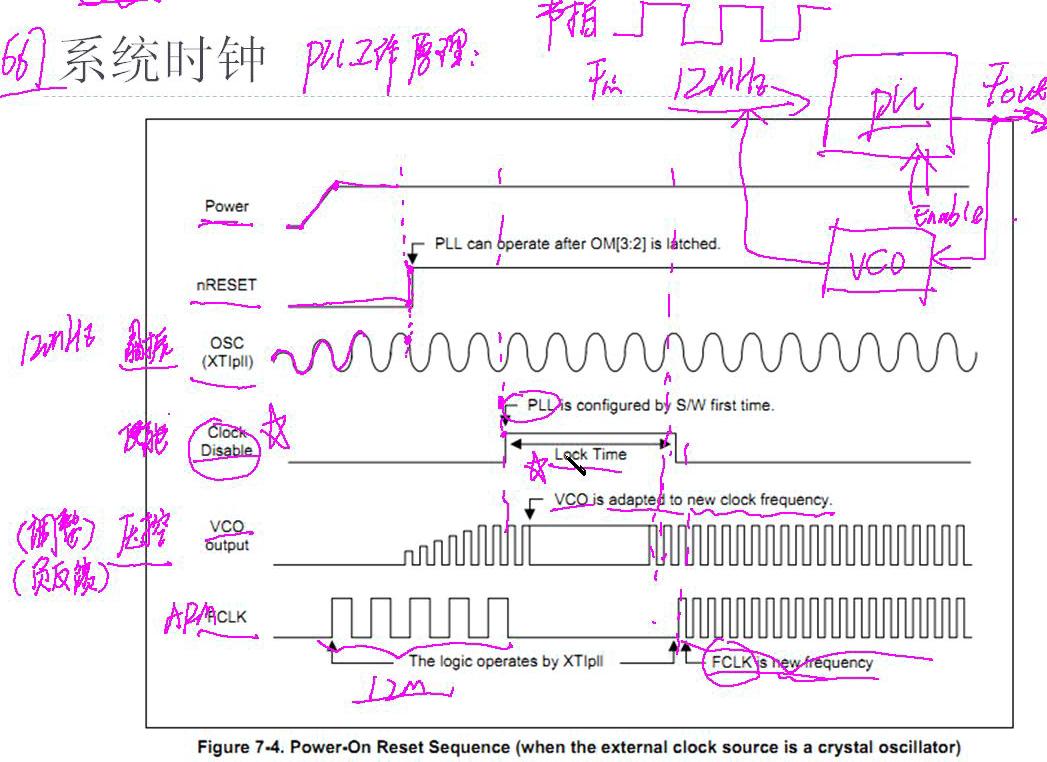 节拍
系统时钟 PLL工作原理:
Fin 12MHz PLL Fout
Enable
VCO
Power
PLL can operate after OM[3:2] is latched.
nRESET
12MHz 晶振 OSC
(XTIpll)
PLL is configured by S/W first time.
使能 Clock
Disable
Lock Time
VCO is adapted to new clock frequency.
(调整) 压控 VCO
output
(负反馈)
ARM FCLK
The logic operates by XTIpll
FCLK is new frequency
12M
Figure 7-4. Power-On Reset Sequence (when the external clock source is a crystal oscillator)